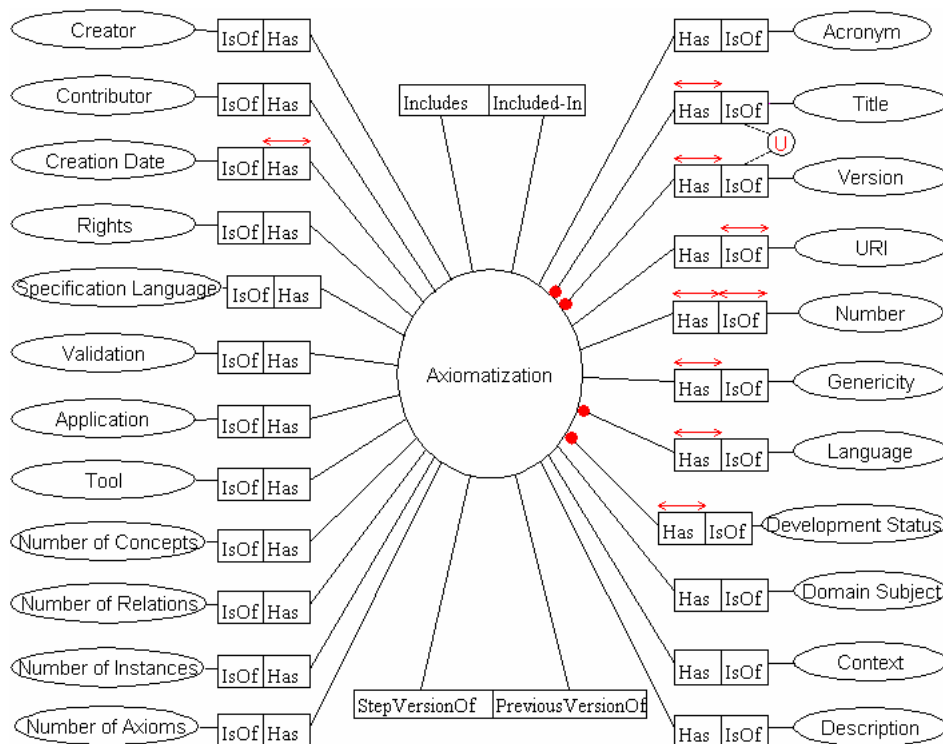 Creator
IsOf Has
Has IsOf
Acronym
Contributor
IsOf Has
Includes Included-In
Has IsOf
Title
U
Creation Date
IsOf Has
Has IsOf
Version
Rights
IsOf Has
Has IsOf
URI
Specification Language
IsOf Has
Has IsOf
Number
Validation
IsOf Has
Axiomatization
Has IsOf
Genericity
Application
IsOf Has
Has IsOf
Language
Tool
IsOf Has
Has IsOf
Development Status
Number of Concepts
IsOf Has
Has IsOf
Domain Subject
Number of Relations
IsOf Has
Has IsOf
Context
Number of Instances
IsOf Has
StepVersionOf PreviousVersionOf
Number of Axioms
IsOf Has
Has IsOf
Description